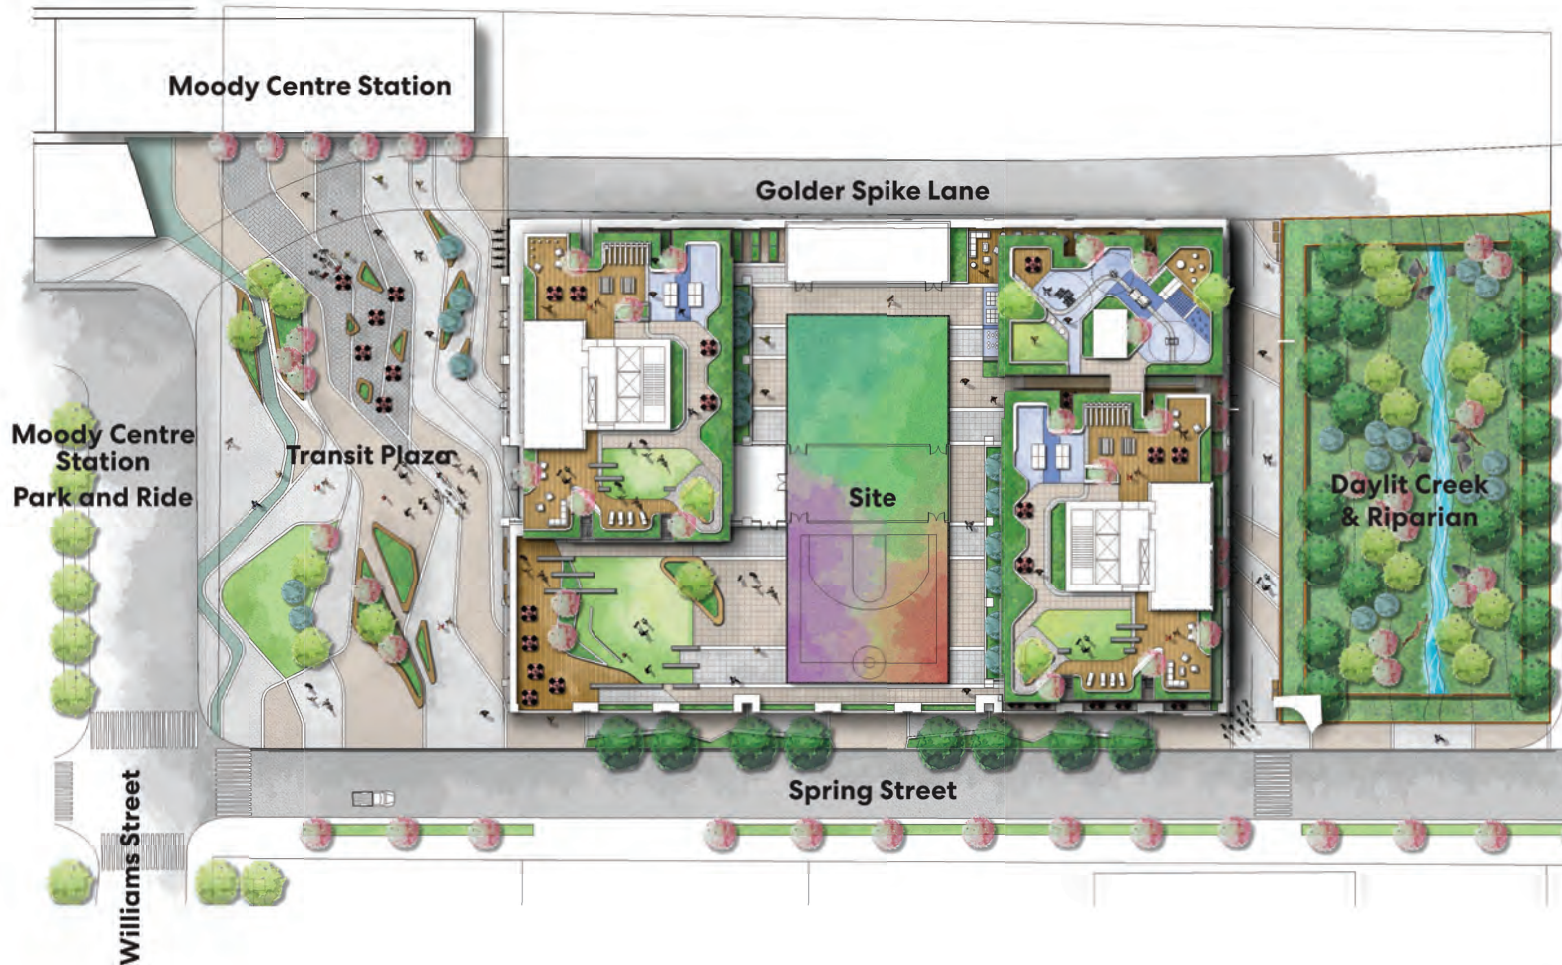 Moody Centre Station
Golder Spike Lane
Moody Centre
Station
Park and Ride
Transit Plaza
Site
Daylit Creek
& Riparian
Spring Street
Williams Street